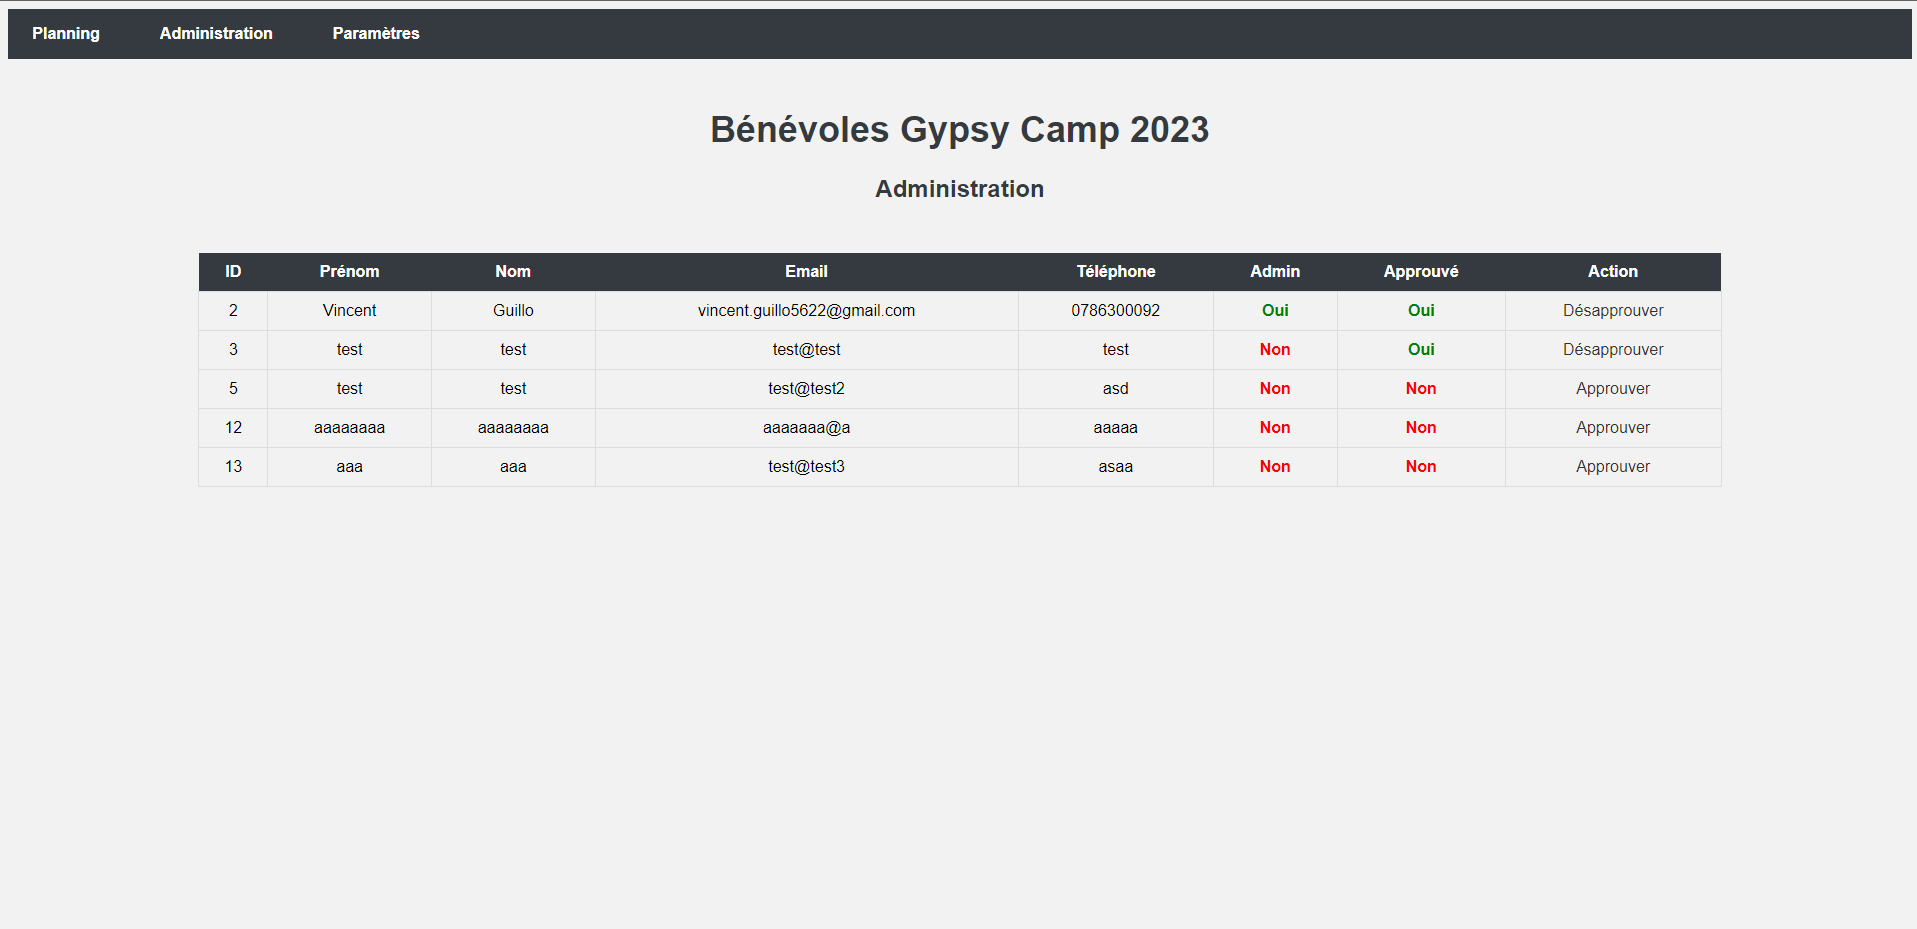 Planning Administration Paramètres
Bénévoles Gypsy Camp 2023
Administration
ID Prénom Nom Email Téléphone Admin Approuvé Action
2 Vincent Guillo vincent.guillo5622@gmail.com 0786300092 Oui Oui Désapprouver
3 test test test@test test Non Oui Désapprouver
5 test test test@test2 asd Non Non Approuver
12 aaaaaaaa aaaaaaaa aaaaaaa@a aaaaa Non Non Approuver
13 aaa aaa test@test3 asaa Non Non Approuver